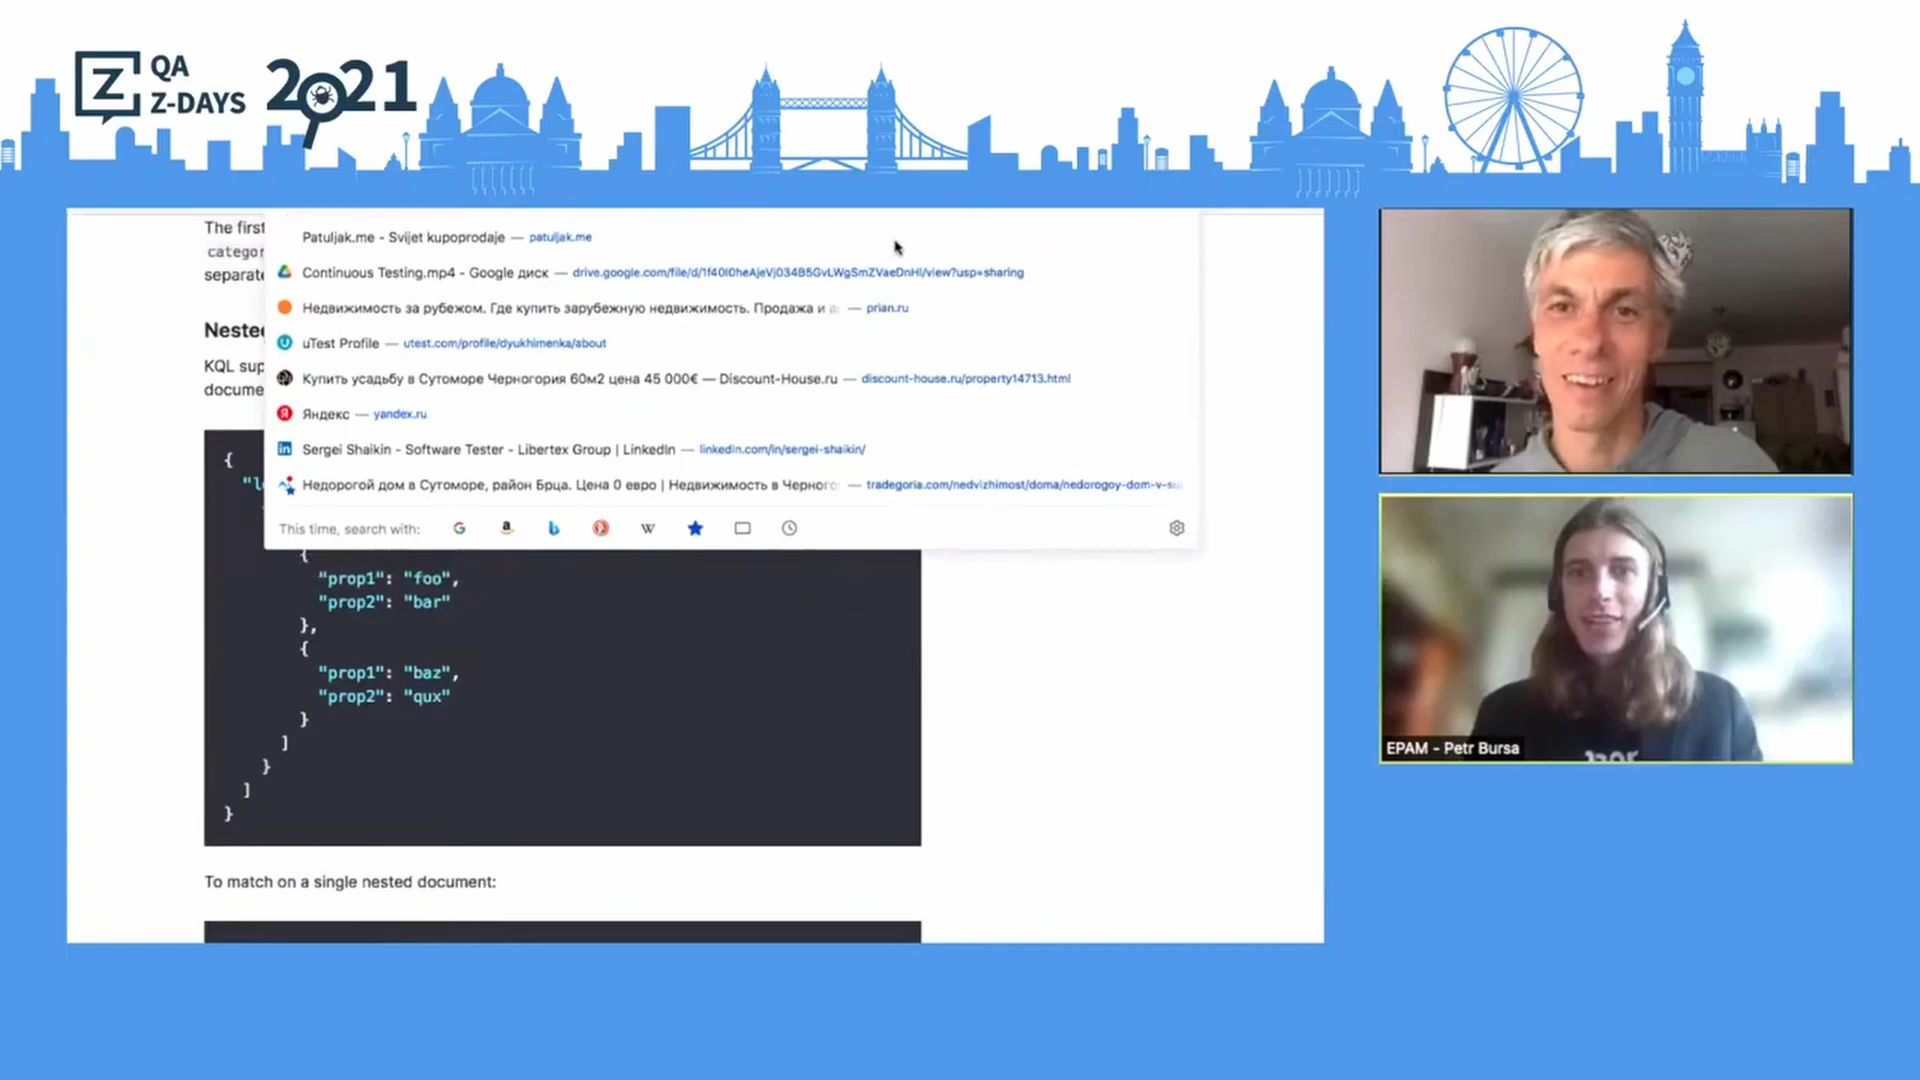 QA
Z-DAYS
2021
The first
categor
separate
Neste
KQL sup
docume
Patuljak.me - Svijet kupoprodaje — patuljak.me
Continuous Testing.mp4 - Google диск — drive.google.com/file/d/1f40I0heAjeVj034B5GvLWgSmZVaeDnHl/view?usp=sharing
Недвижимость за рубежом. Где купить зарубежную недвижимость. Продажа и — prian.ru
uTest Profile — utest.com/profile/dyukhimenka/about
Купить усадьбу в Сутоморе Черногория 60м2 цена 45 000€ — Discount-House.ru — discount-house.ru/property14713.html
Яндекс — yandex.ru
Sergei Shaikin - Software Tester - Libertex Group | LinkedIn — linkedin.com/in/sergei-shaikin/
Недорогой дом в Сутоморе, район Брца. Цена 0 евро | Недвижимость в Черного — tradegoria.com/nedvizhimost/doma/nedorogoy-dom-v-su
This time, search with:
{
"l
{
"prop1": "foo",
"prop2": "bar"
},
{
"prop1": "baz",
"prop2": "qux"
}
]
}
]
}
To match on a single nested document:
EPAM - Petr Bursa